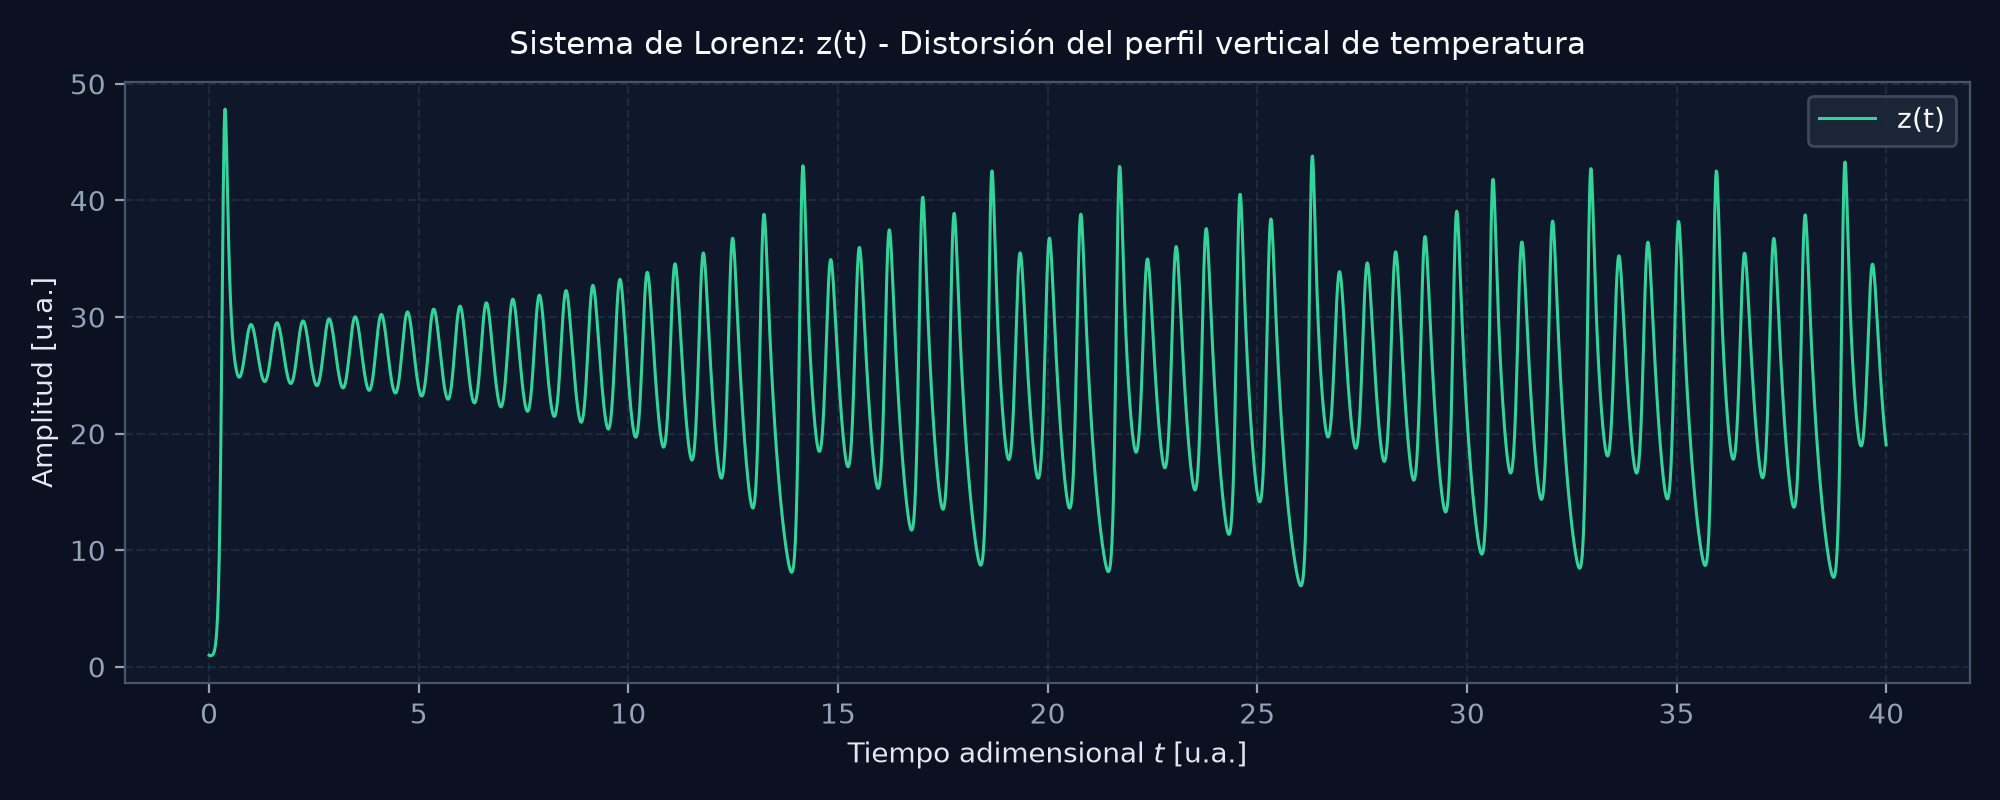 Sistema de Lorenz: z(t) - Distorsión del perfil vertical de temperatura
z(t)
Amplitud [u.a.]
50
40
30
20
10
0
0 5 10 15 20 25 30 35 40
Tiempo adimensional t [u.a.]